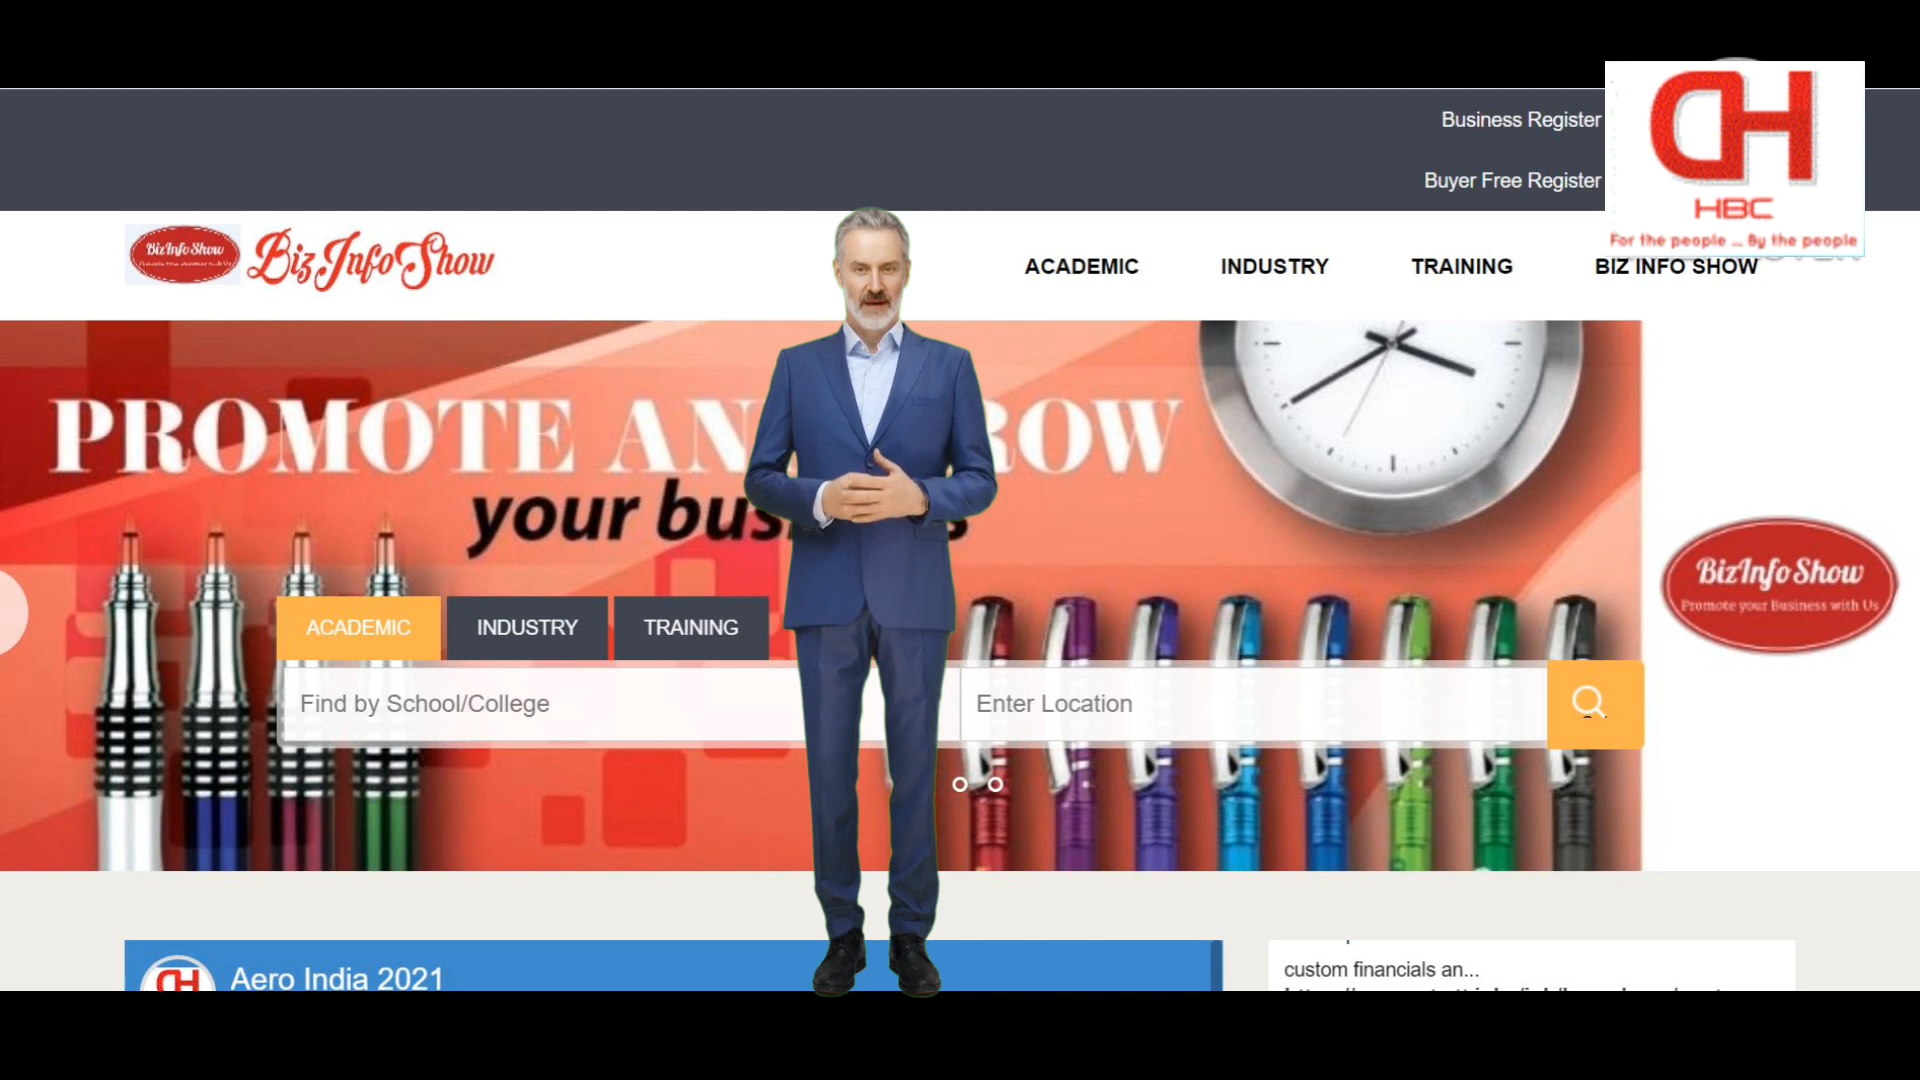 Business Register
Buyer Free Register
CH
HBC
For the people ... By the people
BizInfoShow
BizInfoShow
ACADEMIC
INDUSTRY
TRAINING
BIZ INFO SHOW
PROMOTE AN ROW
your bus s
BizInfoShow
Promote your Business with Us
ACADEMIC
INDUSTRY
TRAINING
Find by School/College
Enter Location
CH
Aero India 2021
custom financials an...